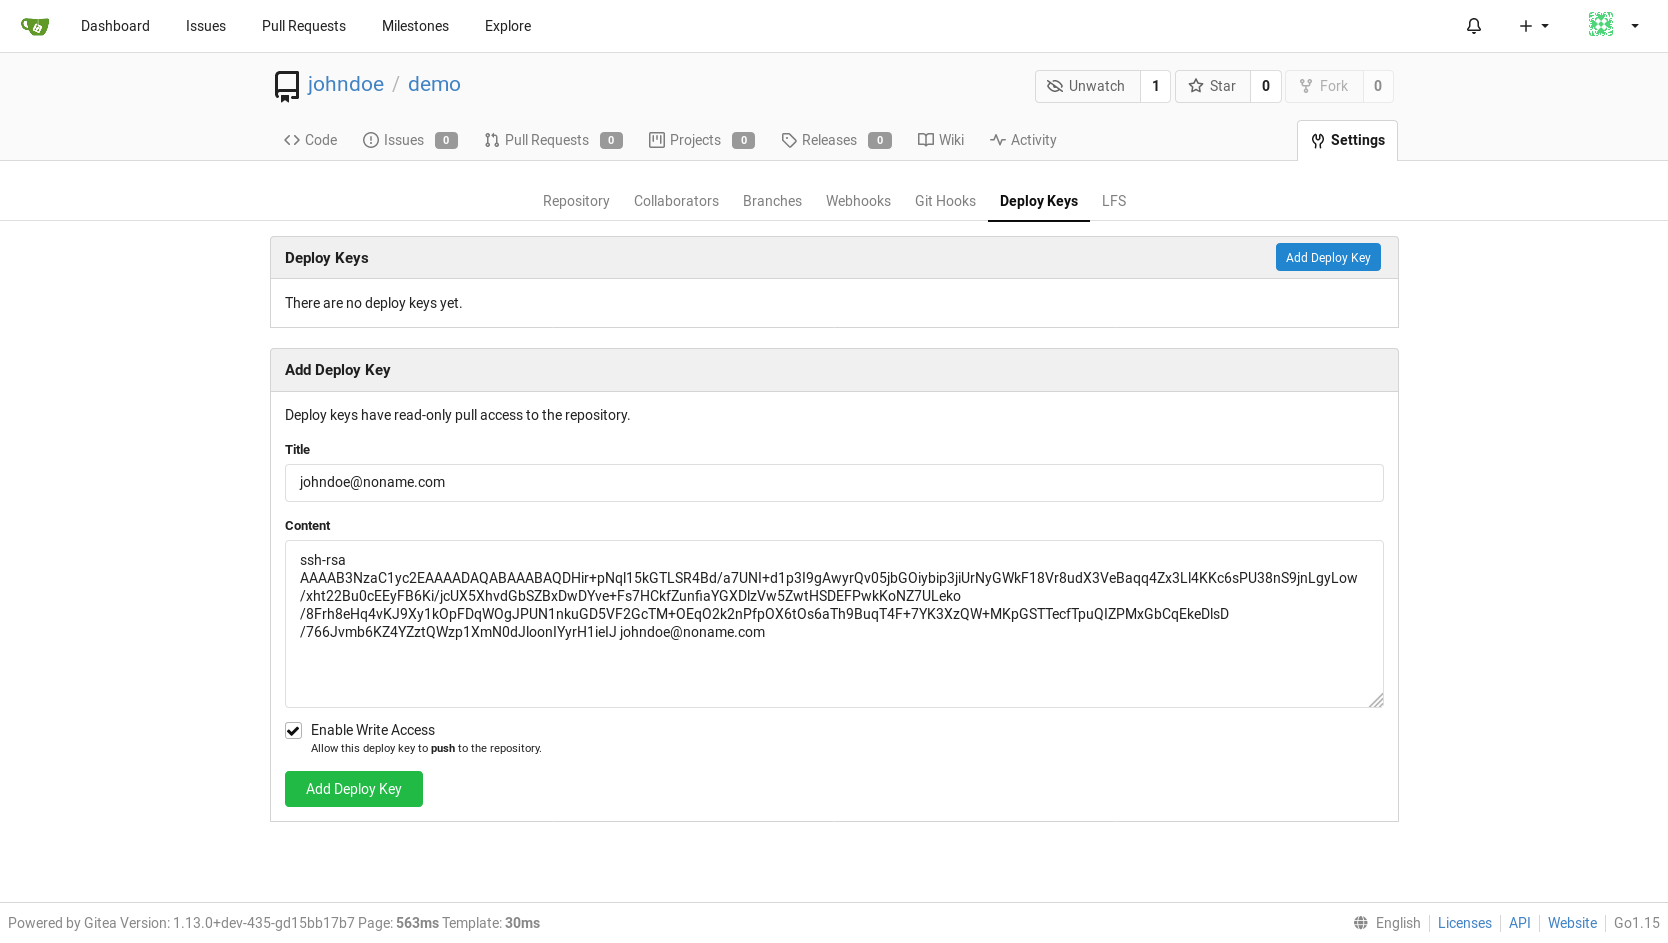 Dashboard Issues Pull Requests Milestones Explore
johndoe / demo
Unwatch 1 Star 0 Fork 0
Code Issues 0 Pull Requests 0 Projects 0 Releases 0 Wiki Activity Settings
Repository Collaborators Branches Webhooks Git Hooks Deploy Keys LFS
Deploy Keys Add Deploy Key
There are no deploy keys yet.
Add Deploy Key
Deploy keys have read-only pull access to the repository.
Title
johndoe@noname.com
Content
ssh-rsa
AAAAB3NzaC1yc2EAAAADAQABAAABAQDHir+pNql15kGTLSR4Bd/a7UNI+d1p3I9gAwyrQv05jbGOiybip3jiUrNyGWkF18Vr8udX3VeBaqq4Zx3Ll4KKc6sPU38nS9jnLgyLow
/xht22Bu0cEEyFB6Ki/jcUX5XhvdGbSZBxDwDYve+Fs7HCkfZunfiaYGXDlzVw5ZwtHSDEFPwkKoNZ7ULeko
/8Frh8eHq4vKJ9Xy1kOpFDqWOgJPUN1nkuGD5VF2GcTM+OEqO2k2nPfpOX6tOs6aTh9BuqT4F+7YK3XzQW+MKpGSTTecfTpuQIZPMxGbCqEkeDlsD
/766Jvmb6KZ4YZztQWzp1XmN0dJloonIYyrH1ieIJ johndoe@noname.com
Enable Write Access
Allow this deploy key to push to the repository.
Add Deploy Key
Powered by Gitea Version: 1.13.0+dev-435-gd15bb17b7 Page: 563ms Template: 30ms English Licenses API Website Go1.15